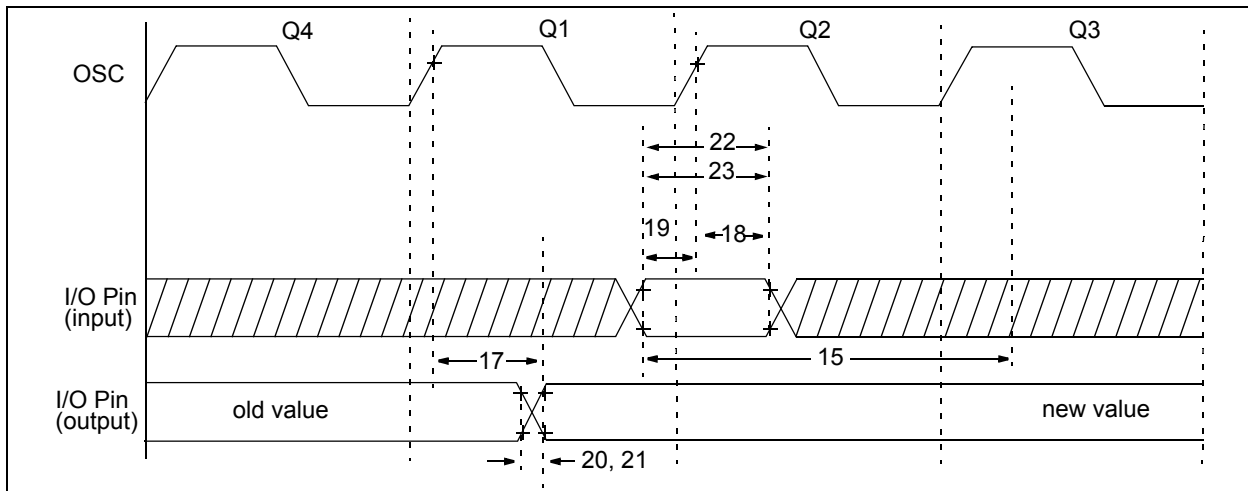 Q4 Q1 Q2 Q3
OSC
22
23
19
18
I/O Pin
(input)
17
15
I/O Pin
(output)
old value
new value
20, 21